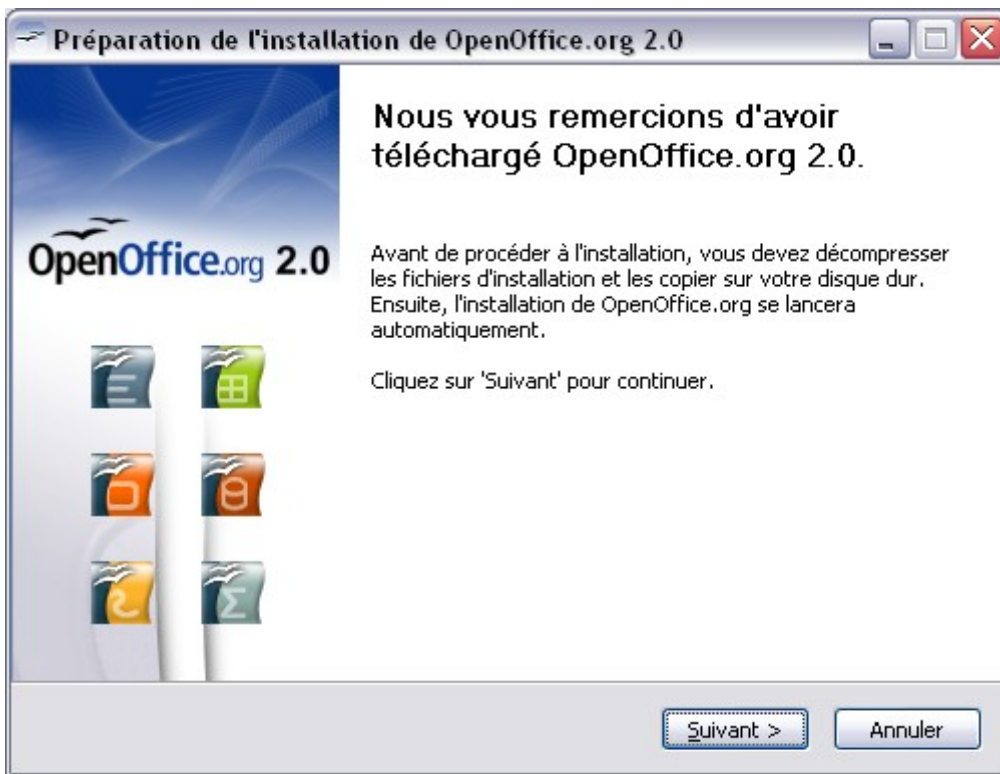 Préparation de l'installation de OpenOffice.org 2.0
Nous vous remercions d'avoir
téléchargé OpenOffice.org 2.0.
OpenOffice.org 2.0
Avant de procéder à l'installation, vous devez décompresser
les fichiers d'installation et les copier sur votre disque dur.
Ensuite, l'installation de OpenOffice.org se lancera
automatiquement.
Cliquez sur 'Suivant' pour continuer.
Suivant >
Annuler